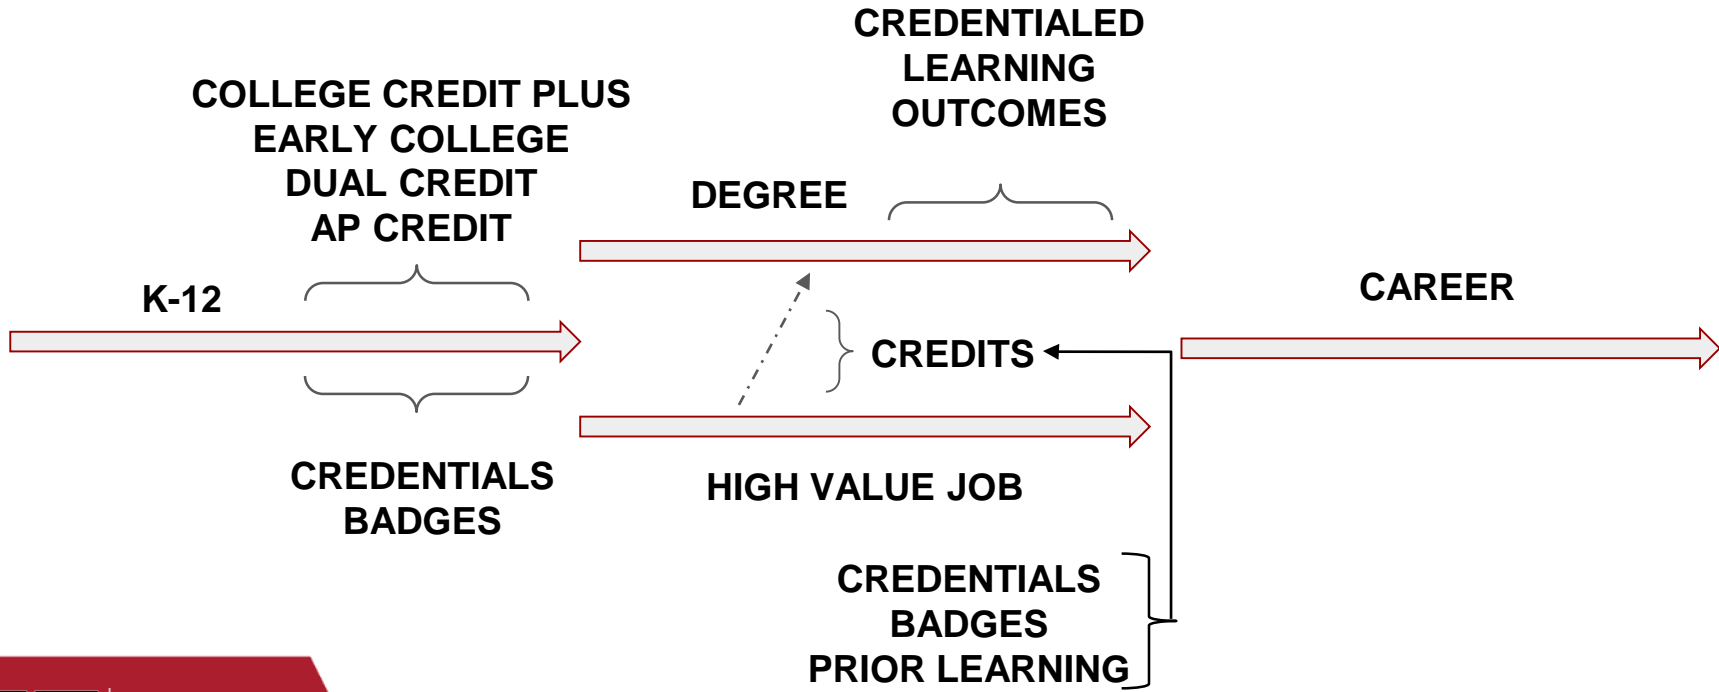 CREDENTIALED
LEARNING
OUTCOMES
COLLEGE CREDIT PLUS
EARLY COLLEGE
DUAL CREDIT
AP CREDIT
DEGREE
K-12
CAREER
CREDITS
CREDENTIALS
BADGES
HIGH VALUE JOB
CREDENTIALS
BADGES
PRIOR LEARNING